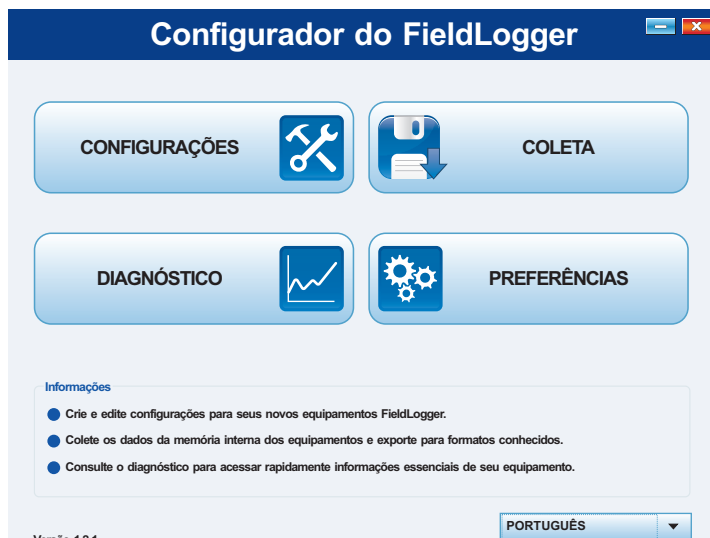 Configurador do FieldLogger
CONFIGURAÇÕES
COLETA
DIAGNÓSTICO
PREFERÊNCIAS
Informações
Crie e edite configurações para seus novos equipamentos FieldLogger.
Colete os dados da memória interna dos equipamentos e exporte para formatos conhecidos.
Consulte o diagnóstico para acessar rapidamente informações essenciais de seu equipamento.
PORTUGUÊS